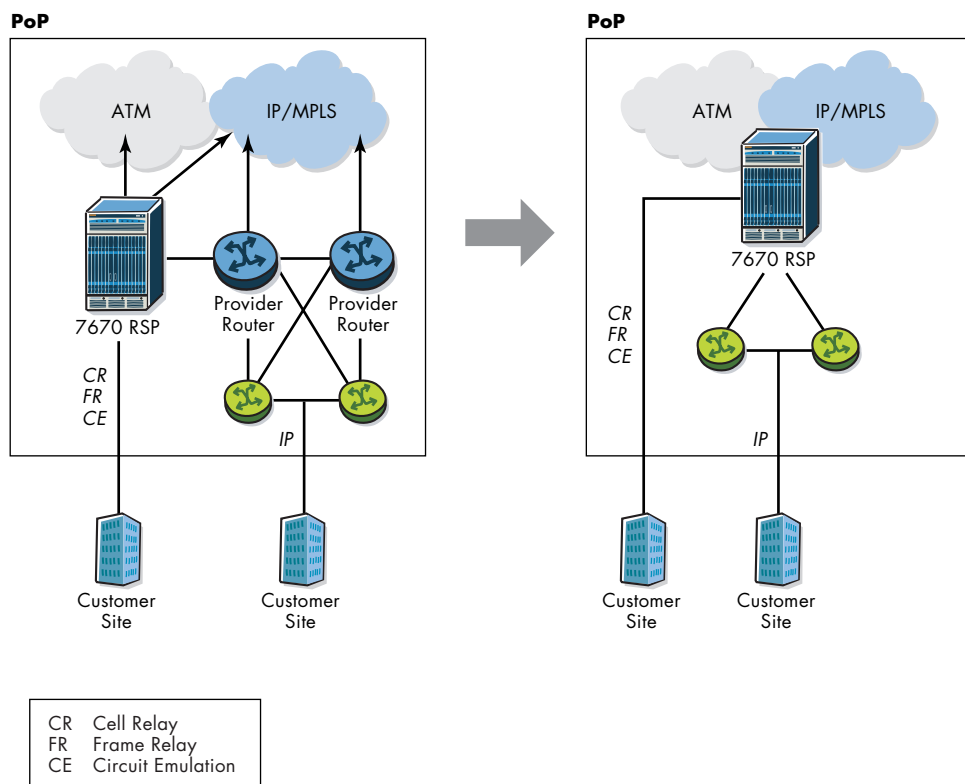 PoP
ATM
IP/MPLS
7670 RSP
Provider
Router
Provider
Router
CR
FR
CE
IP
Customer
Site
Customer
Site
PoP
ATM
IP/MPLS
7670 RSP
CR
FR
CE
IP
Customer
Site
Customer
Site
CR Cell Relay
FR Frame Relay
CE Circuit Emulation